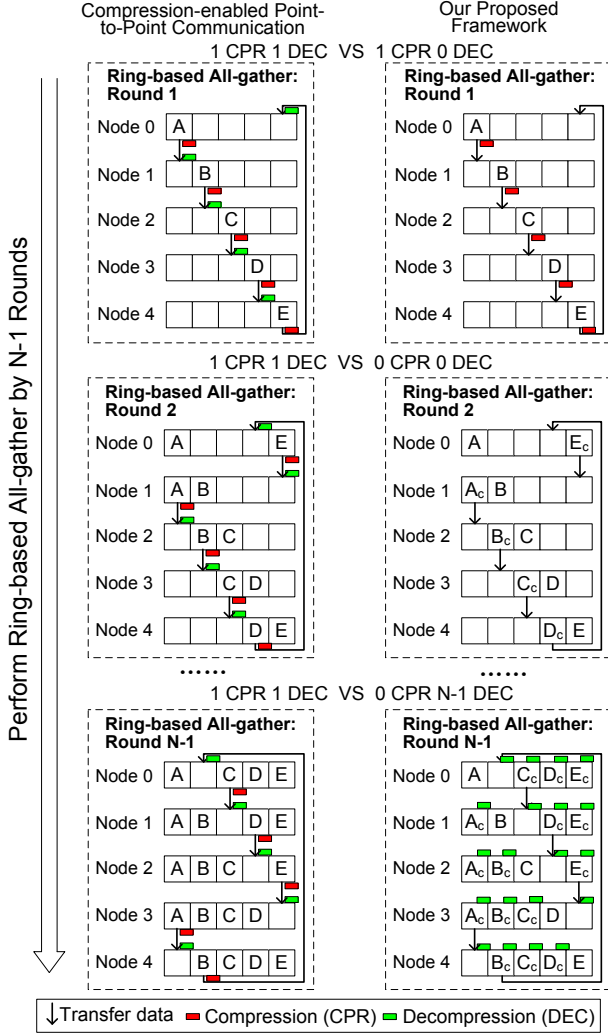 Compression-enabled Point-
to-Point Communication
Our Proposed
Framework
1 CPR 1 DEC VS 1 CPR 0 DEC
Perform Ring-based All-gather by N-1 Rounds
Ring-based All-gather:
Round 1
Node 0 A
Node 1 B
Node 2 C
Node 3 D
Node 4 E
Ring-based All-gather:
Round 1
Node 0 A
Node 1 B
Node 2 C
Node 3 D
Node 4 E
1 CPR 1 DEC VS 0 CPR 0 DEC
Ring-based All-gather:
Round 2
Node 0 A E
Node 1 A B
Node 2 B C
Node 3 C D
Node 4 D E
Ring-based All-gather:
Round 2
Node 0 A Ec
Node 1 Ac B
Node 2 Bc C
Node 3 Cc D
Node 4 Dc E
...... ......
1 CPR 1 DEC VS 0 CPR N-1 DEC
Ring-based All-gather:
Round N-1
Node 0 A C D E
Node 1 A B D E
Node 2 A B C E
Node 3 A B C D
Node 4 B C D E
Ring-based All-gather:
Round N-1
Node 0 A Cc Dc Ec
Node 1 Ac B Dc Ec
Node 2 Ac Bc C Ec
Node 3 Ac Bc Cc D
Node 4 Bc Cc Dc E
Transfer data Compression (CPR) Decompression (DEC)